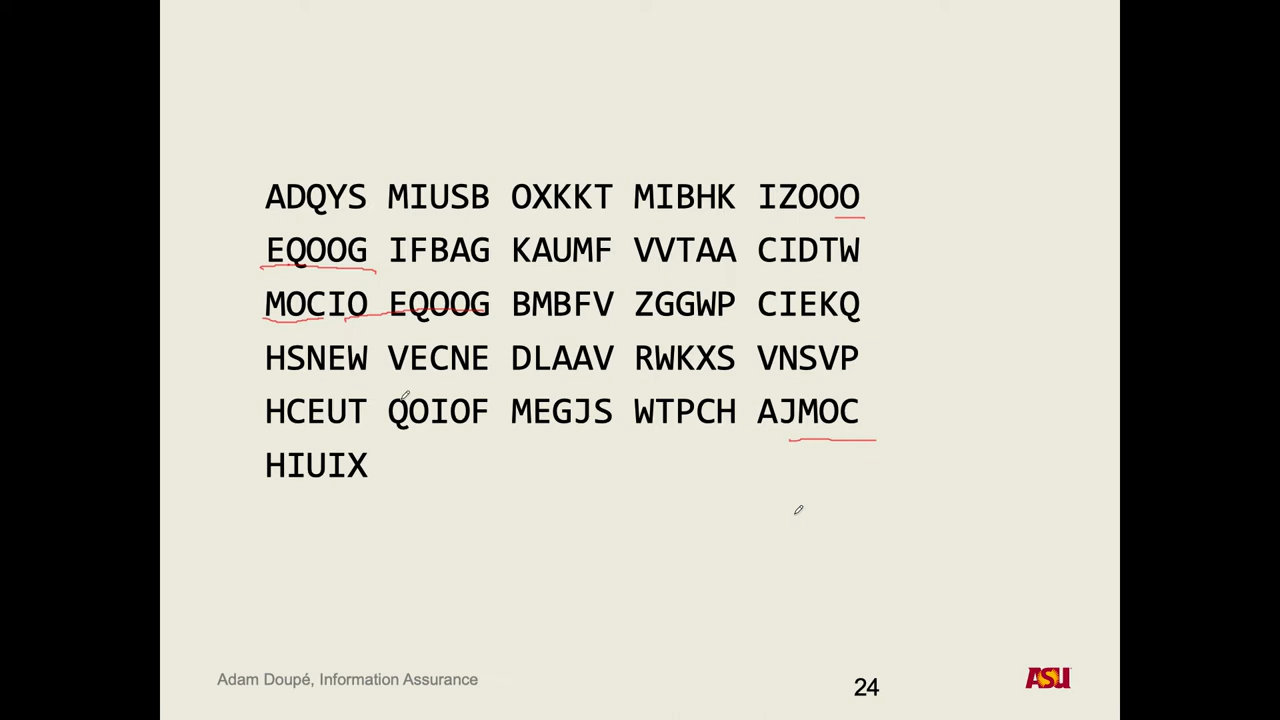 ADQYS MIUSB OXKKT MIBHK IZOOO
EQOOG IFBAG KAUMF VVTAA CIDTW
MOCIO EQOOG BMBFV ZGGWP CIEKQ
HSNEW VECNE DLAAV RWKXS VNSVP
HCEUT QOIOF MEGJS WTPCH AJMOC
HIUIX
Adam Doupé, Information Assurance
24
ASU